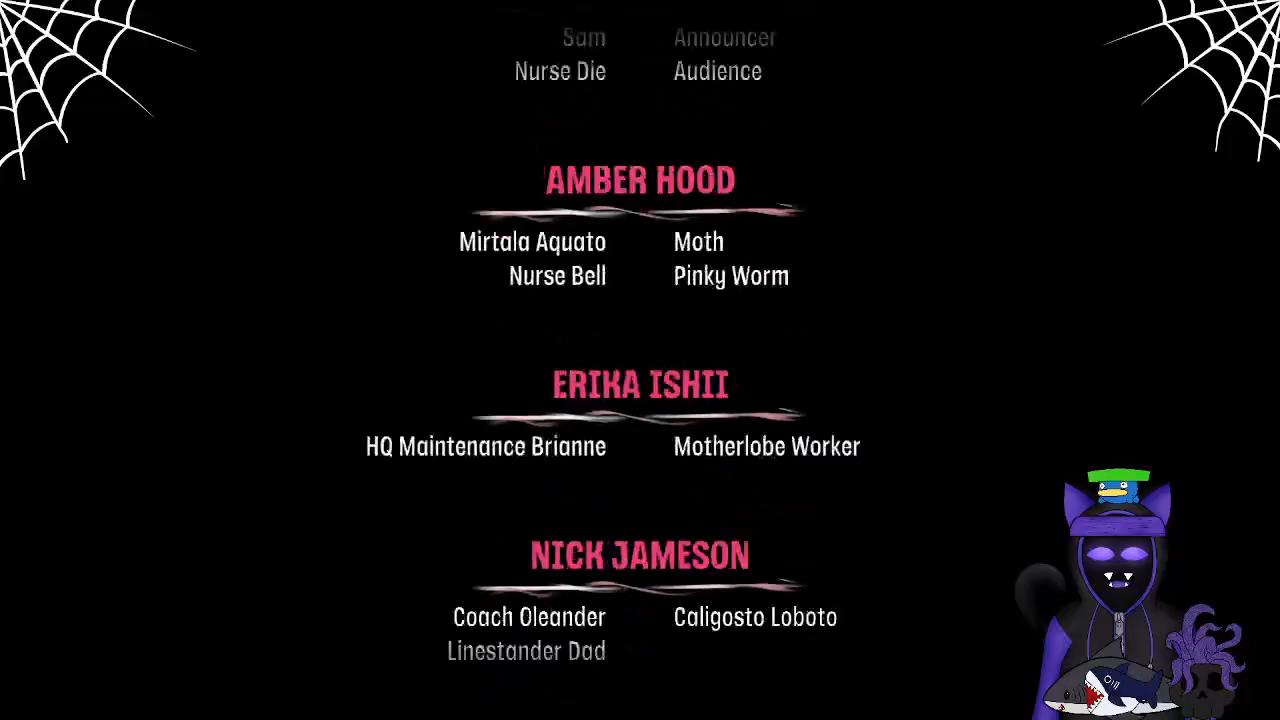 Sam Announcer
Nurse Die Audience
AMBER HOOD
Mirtala Aquato Moth
Nurse Bell Pinky Worm
ERIKA ISHII
HQ Maintenance Brianne Motherlobe Worker
NICK JAMESON
Coach Oleander Caligosto Loboto
Linestander Dad